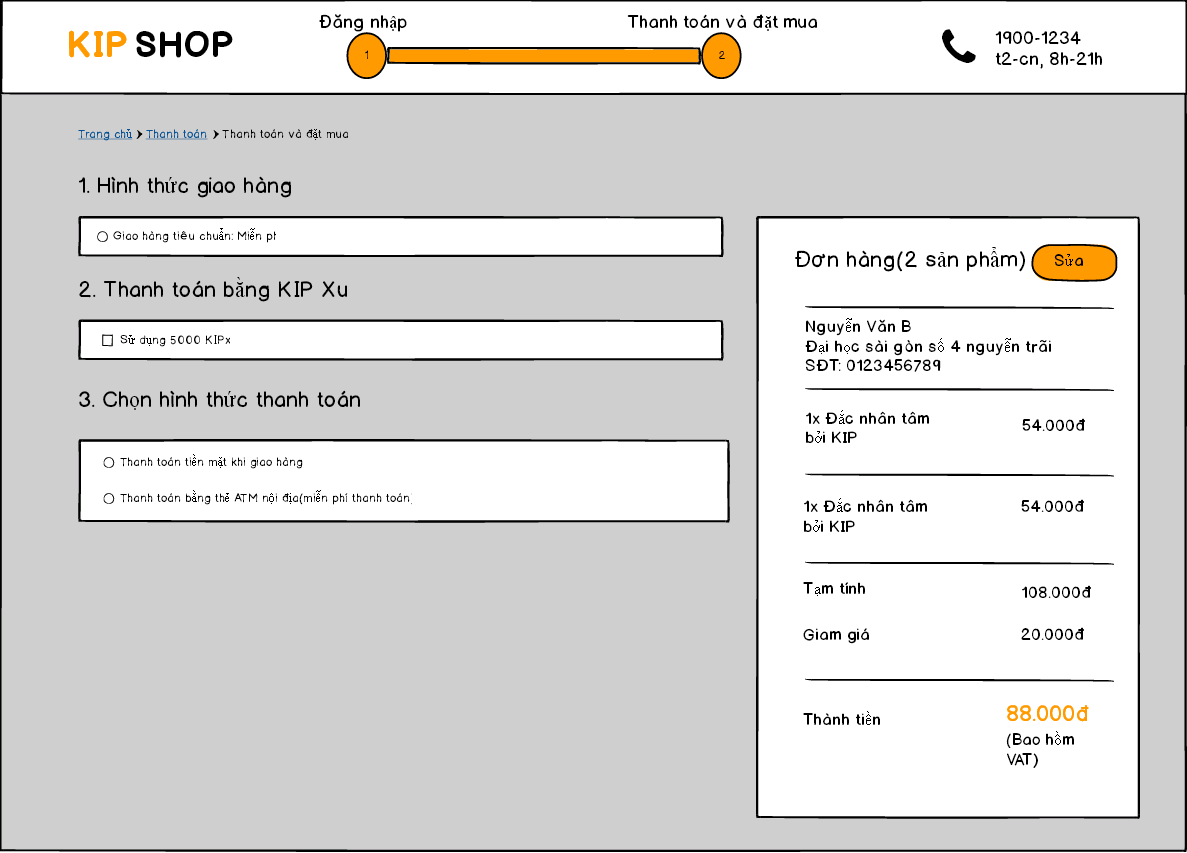 KIP SHOP
Đăng nhập
Thanh toán và đặt mua
1
2
1900-1234
t2-cn, 8h-21h
Trang chủ > Thanh toán > Thanh toán và đặt mua
1. Hình thức giao hàng
Giao hàng tiêu chuẩn: Miễn ph
2. Thanh toán bằng KIP Xu
Sử dụng 5000 KIPx
3. Chọn hình thức thanh toán
Thanh toán tiền mặt khi giao hàng
Thanh toán bằng thẻ ATM nội địa(miễn phí thanh toán
Đơn hàng(2 sản phẩm)
Sửa
Nguyễn Văn B
Đại học sài gòn số 4 nguyễn trãi
SĐT: 0123456789
1x Đắc nhân tâm
bởi KIP
54.000đ
1x Đắc nhân tâm
bởi KIP
54.000đ
Tạm tính
108.000đ
Giam giá
20.000đ
Thành tiền
88.000đ
(Bao hồm
VAT)